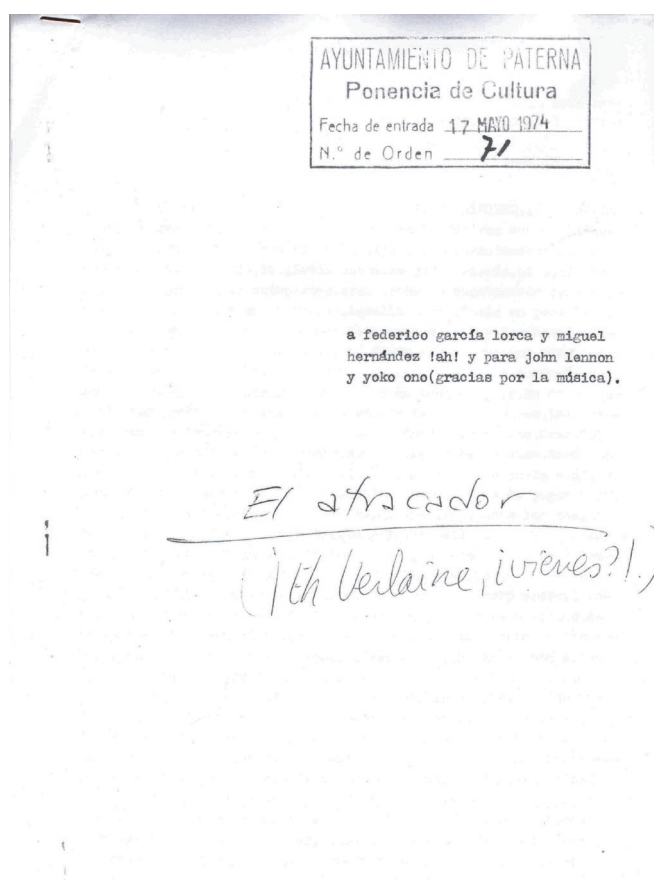 AYUNTAMIENTO DE PATERNA
Ponencia de Cultura
Fecha de entrada 17 MAYO 1974
N.º de Orden 71
a federico garcía lorca y miguel
hernández !ah! y para john lennon
y yoko ono(gracias por la música).
El atracador
(¡Eh Verlaine, ¡vienes?!.)